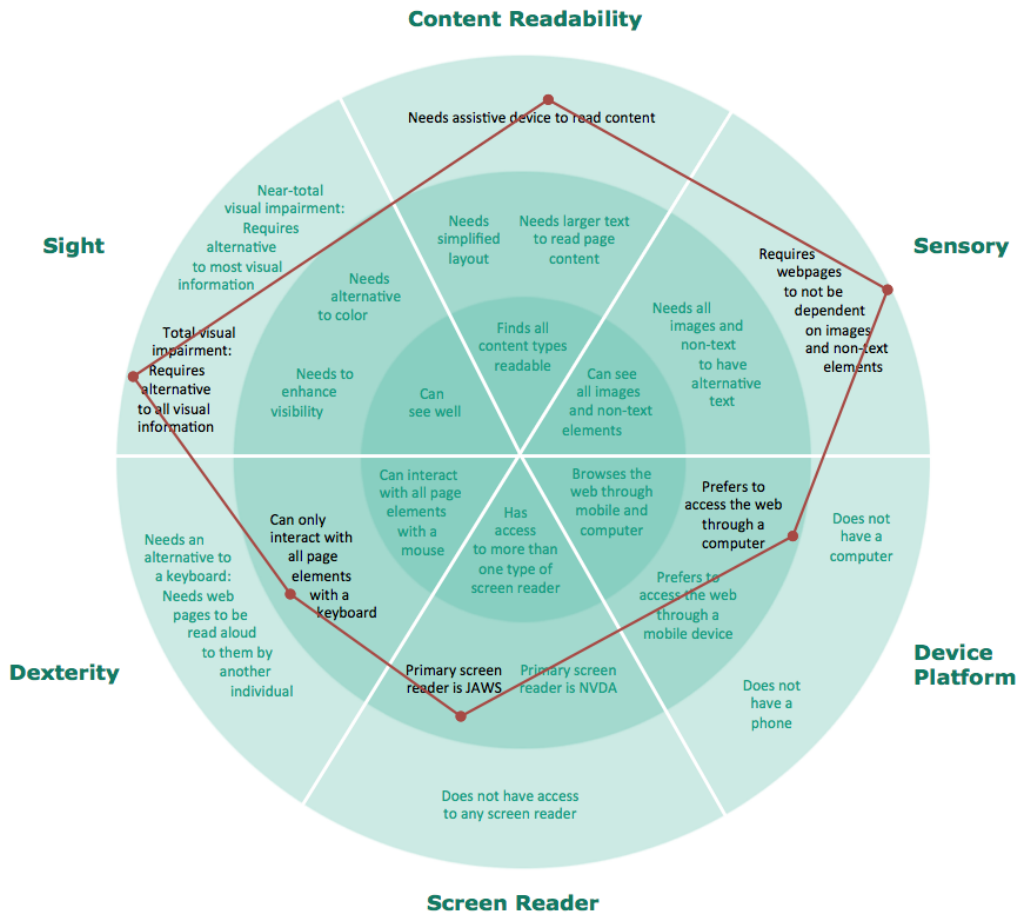 Content Readability
Needs assistive device to read content
Needs
simplified
layout
Needs larger text
to read page
content
Finds all
content types
readable
Sensory
Requires
webpages
to not be
dependent
on images
and non-text
elements
Needs all
images and
non-text
to have
alternative
text
Can see
all images
and non-text
elements
Device
Platform
Browses the
web through
mobile and
computer
Prefers to
access the web
through a
computer
Prefers to
access the web
through a
mobile device
Does not
have a
computer
Does not
have a
phone
Screen Reader
Has
access
to more than
one type of
screen reader
Primary screen
reader is JAWS
Primary screen
reader is NVDA
Does not have access
to any screen reader
Dexterity
Can interact
with all page
elements
with a
mouse
Can only
interact with
all page
elements
with a
keyboard
Needs an
alternative to
a keyboard:
Needs web
pages to be
read aloud
to them by
another
individual
Sight
Near-total
visual impairment:
Requires
alternative
to most visual
information
Total visual
impairment:
Requires
alternative
to all visual
information
Needs
alternative
to color
Needs to
enhance
visibility
Can
see well